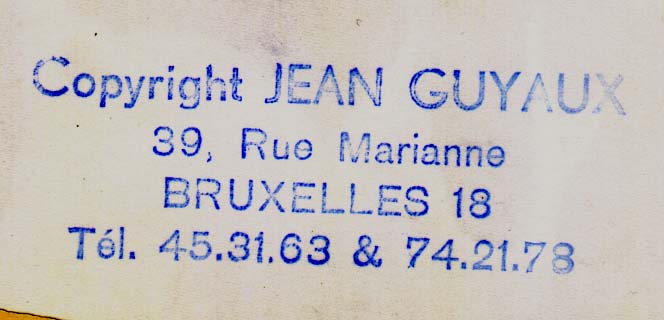 Copyright JEAN GUYAUX
39, Rue Marianne
BRUXELLES 18
Tél. 45.31.63 & 74.21.78